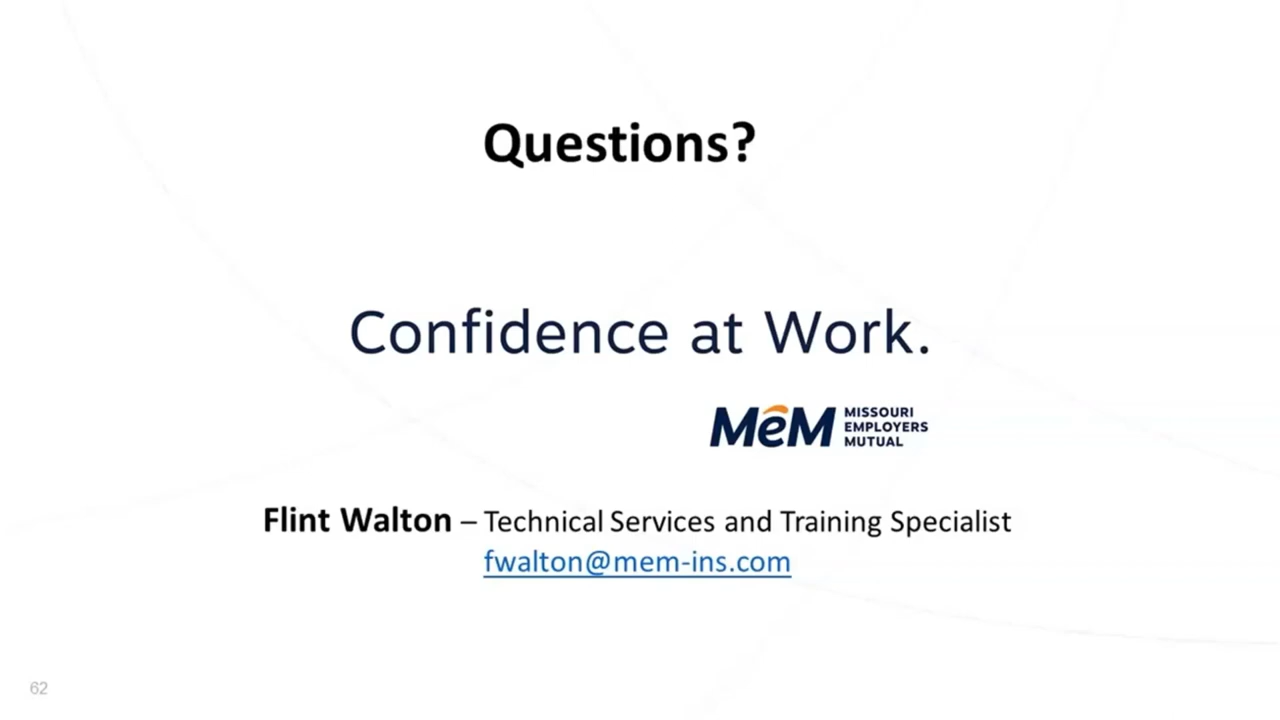 Questions?
Confidence at Work.
MeM
MISSOURI
EMPLOYERS
MUTUAL
Flint Walton – Technical Services and Training Specialist
fwalton@mem-ins.com
62